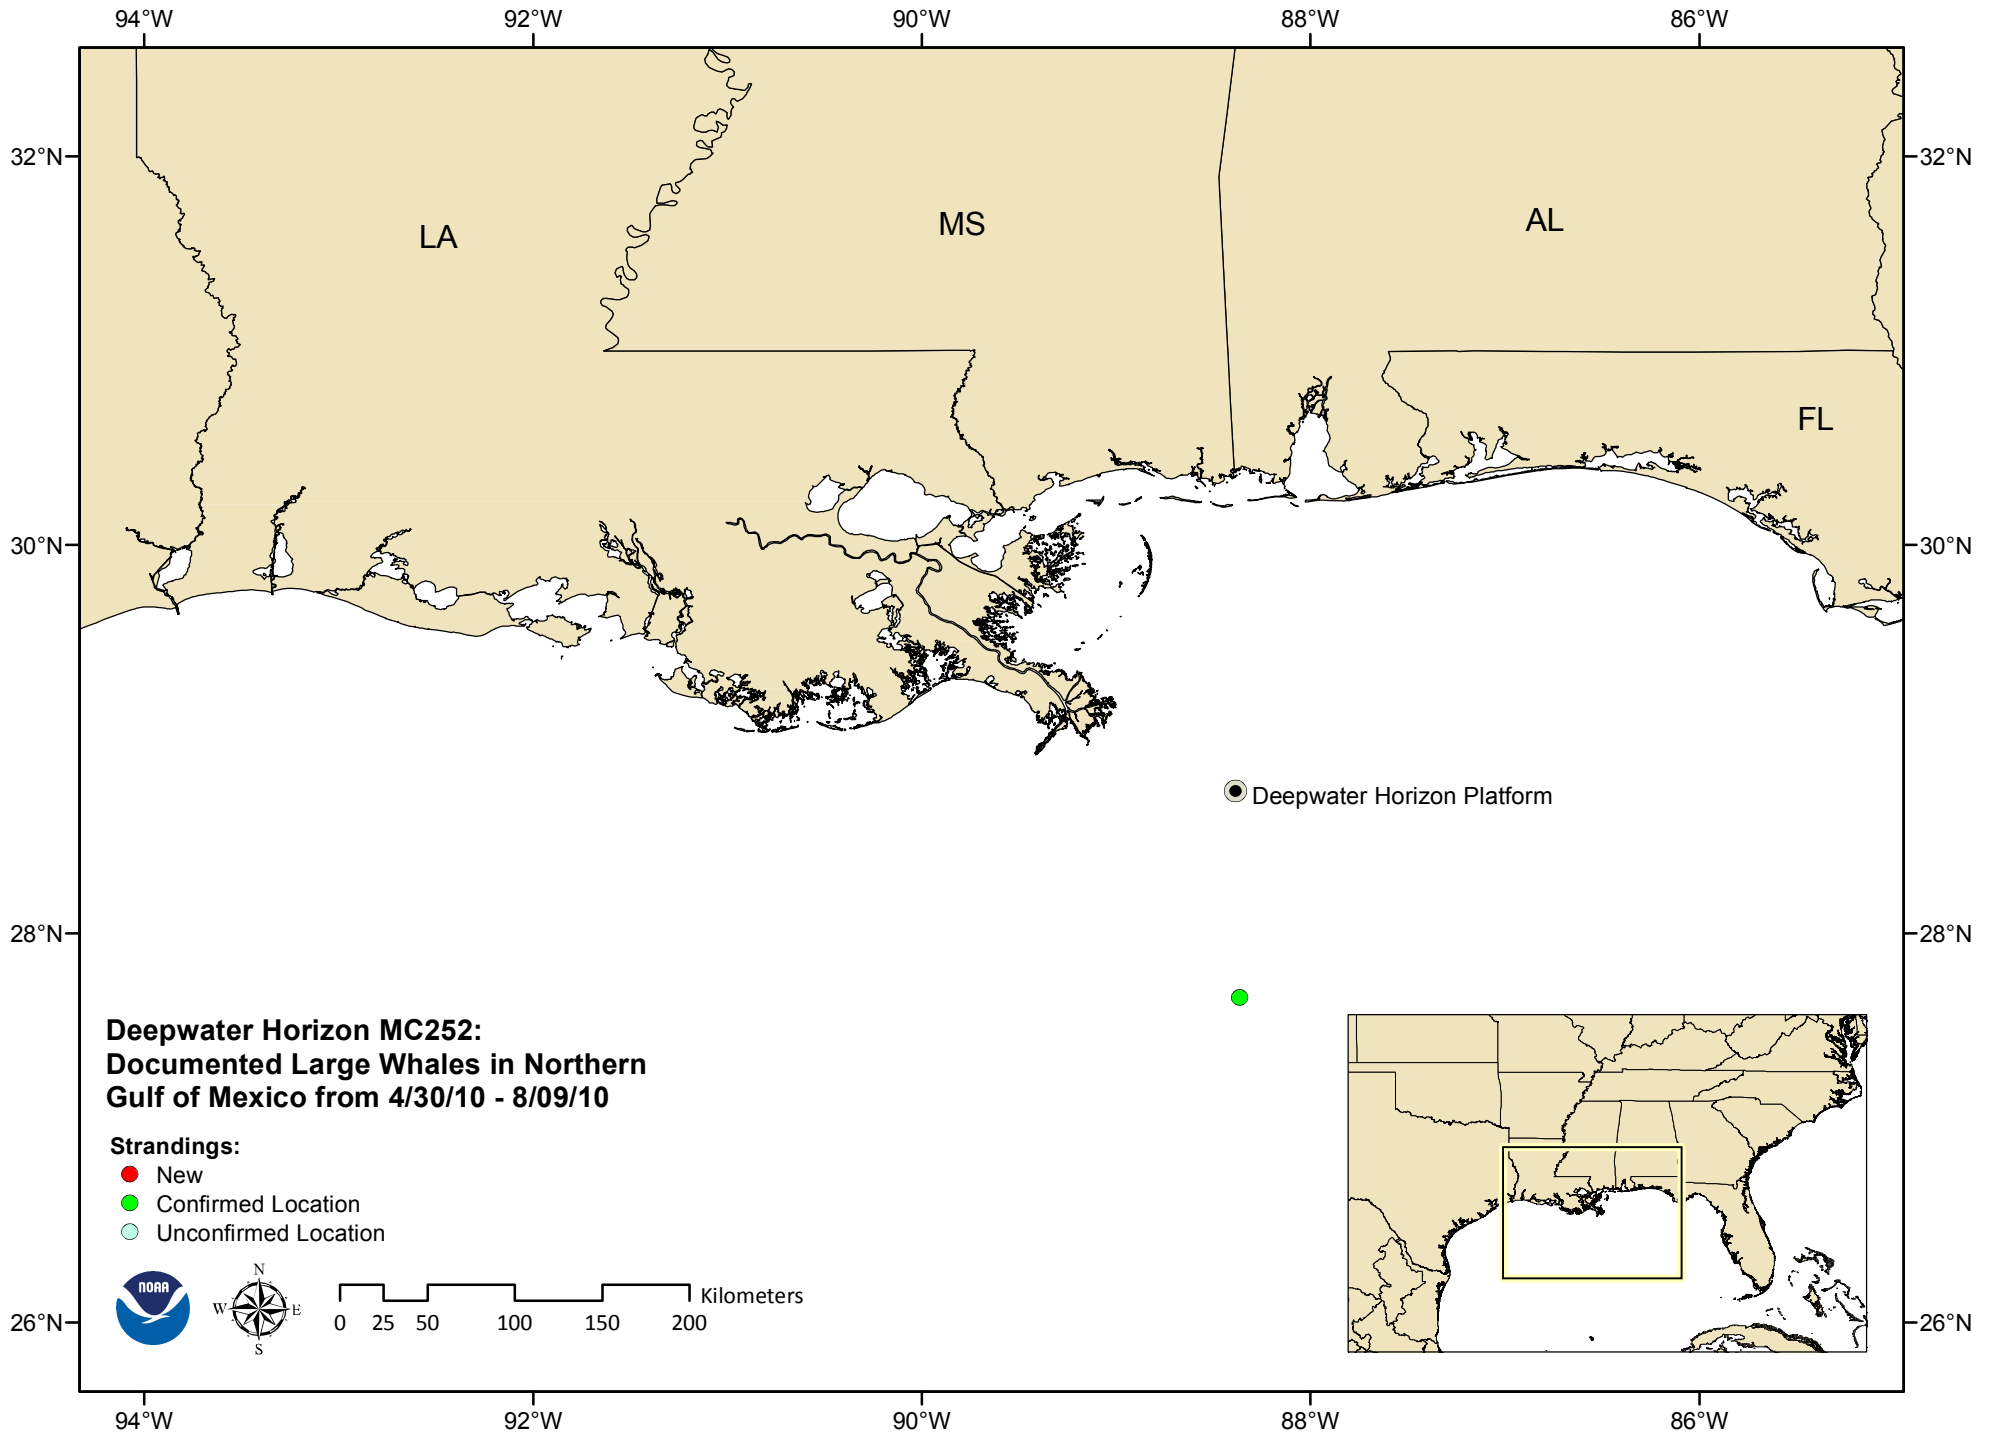 94°W 92°W 90°W 88°W 86°W
32°N 32°N
LA MS AL
FL
30°N 30°N
Deepwater Horizon Platform
28°N 28°N
Deepwater Horizon MC252:
Documented Large Whales in Northern
Gulf of Mexico from 4/30/10 - 8/09/10
Strandings:
New
Confirmed Location
Unconfirmed Location
NOAA
N
W E
S
Kilometers
0 25 50 100 150 200
26°N 26°N
94°W 92°W 90°W 88°W 86°W